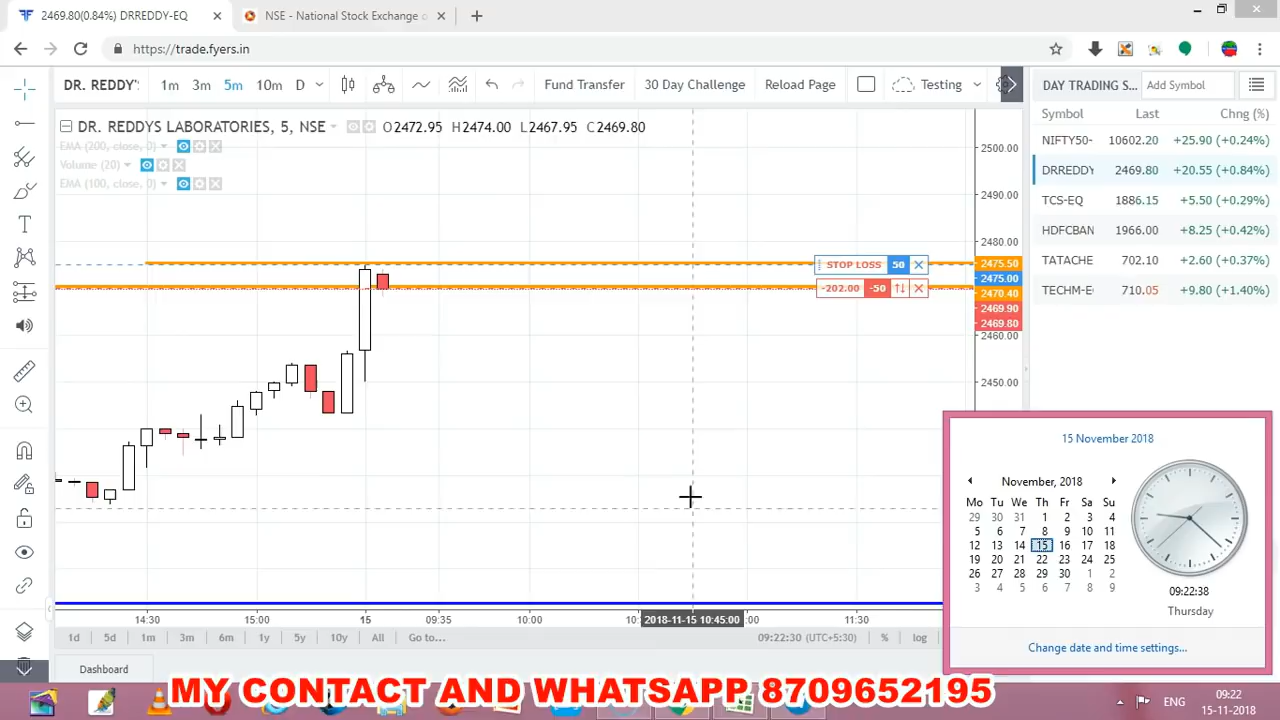 2469.80(0.84%) DRREDDY-EQ
NSE - National Stock Exchange o
https://trade.fyers.in
DR. REDDY'S 1m 3m 5m 10m D Fund Transfer 30 Day Challenge Reload Page Testing
DAY TRADING S... Add Symbol
Symbol Last Chng (%)
NIFTY50- 10602.20 +25.90 (+0.24%)
DRREDDY 2469.80 +20.55 (+0.84%)
TCS-EQ 1886.15 +5.50 (+0.29%)
HDFCBAN 1966.00 +8.25 (+0.42%)
TATACHE 702.10 +2.60 (+0.37%)
TECHM-E 710.05 +9.80 (+1.40%)
DR. REDDYS LABORATORIES, 5, NSE O2472.95 H2474.00 L2467.95 C2469.80
EMA (200, close, 0)
Volume (20)
EMA (100, close, 0)
2500.00
2490.00
2480.00
STOP LOSS 50
-202.00 -50
2475.50
2475.00
2470.40
2469.90
2469.80
2460.00
2450.00
15 November 2018
November, 2018
Mo Tu We Th Fr Sa Su
29 30 31 1 2 3 4
5 6 7 8 9 10 11
12 13 14 15 16 17 18
19 20 21 22 23 24 25
26 27 28 29 30 1 2
3 4 5 6 7 8 9
09:22:38
Thursday
Change date and time settings...
14:30 15:00 15 09:35 10:00 10: 2018-11-15 10:45:00 :00 11:30
1d 5d 1m 3m 6m 1y 5y 10y All Go to... 09:22:30 (UTC+5:30) % log
Dashboard
MY CONTACT AND WHATSAPP 8709652195
ENG
09:22
15-11-2018